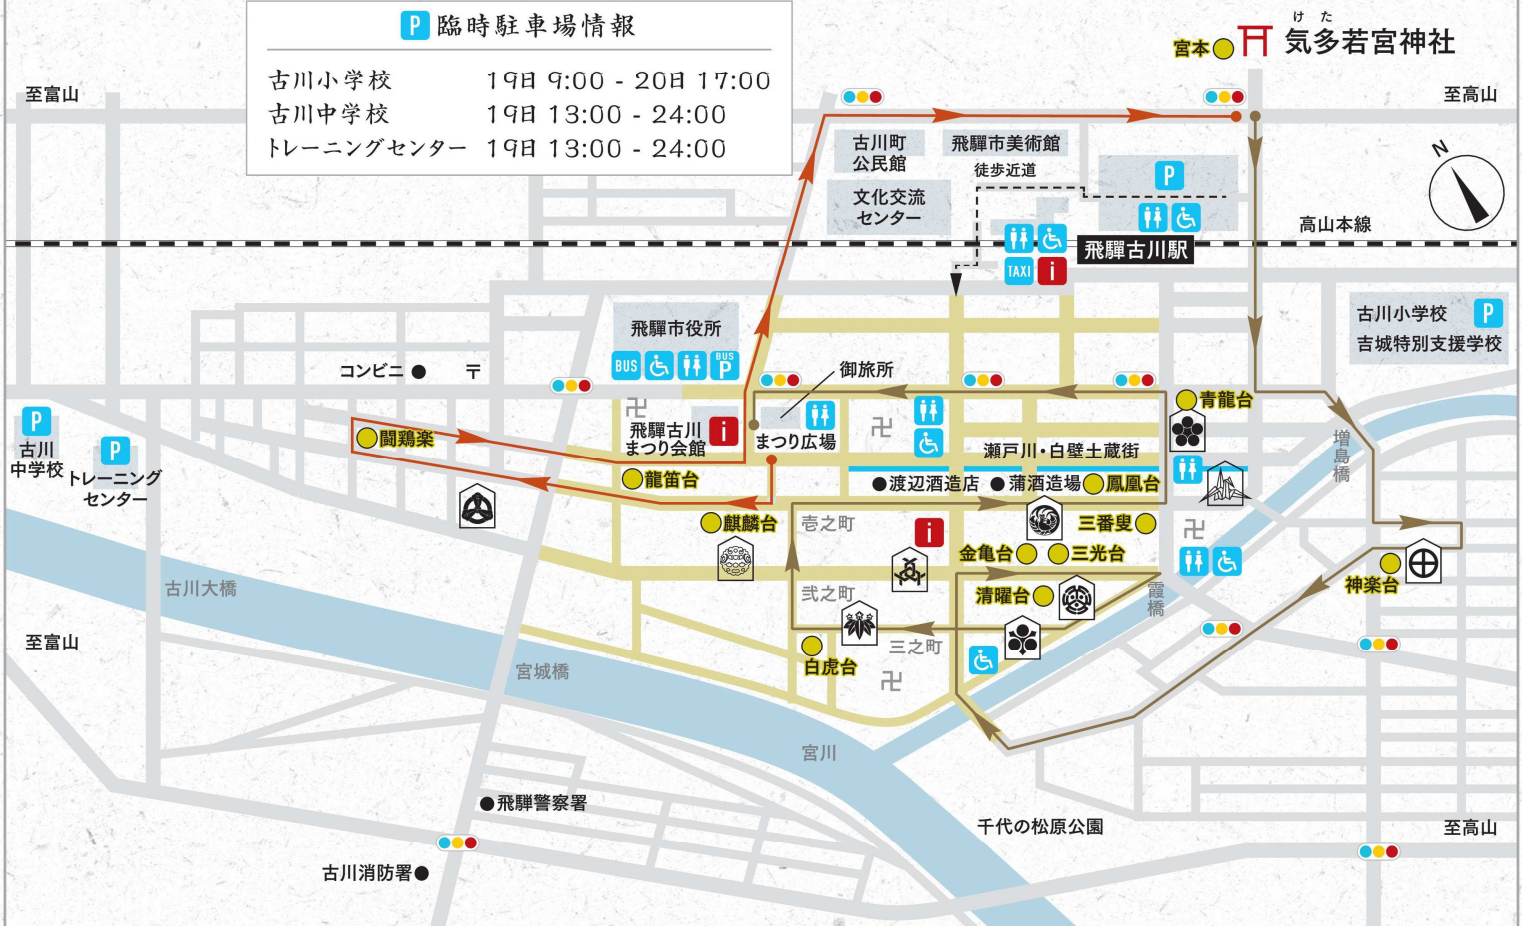 P 臨時駐車場情報
古川小学校 19日 9:00 - 20日 17:00
古川中学校 19日 13:00 - 24:00
トレーニングセンター 19日 13:00 - 24:00
けた
宮本
気多若宮神社
至富山
至高山
N
古川町
公民館
飛騨市美術館
徒歩近道
P
文化交流
センター
高山本線
飛騨古川駅
TAXI i
飛騨市役所
BUS
BUS
P
古川小学校 P
吉城特別支援学校
コンビニ
〒
御旅所
青龍台
P
古川
中学校
P
トレーニング
センター
闘鶏楽
卍
飛騨古川
まつり会館
i
まつり広場
卍
瀬戸川・白壁土蔵街
増島橋
龍笛台
渡辺酒造店
蒲酒造場
鳳凰台
麒麟台
壱之町
i
三番叟
卍
金亀台
三光台
古川大橋
弐之町
清曜台
霞橋
神楽台
至富山
三之町
宮城橋
白虎台
卍
宮川
飛騨警察署
千代の松原公園
至高山
古川消防署